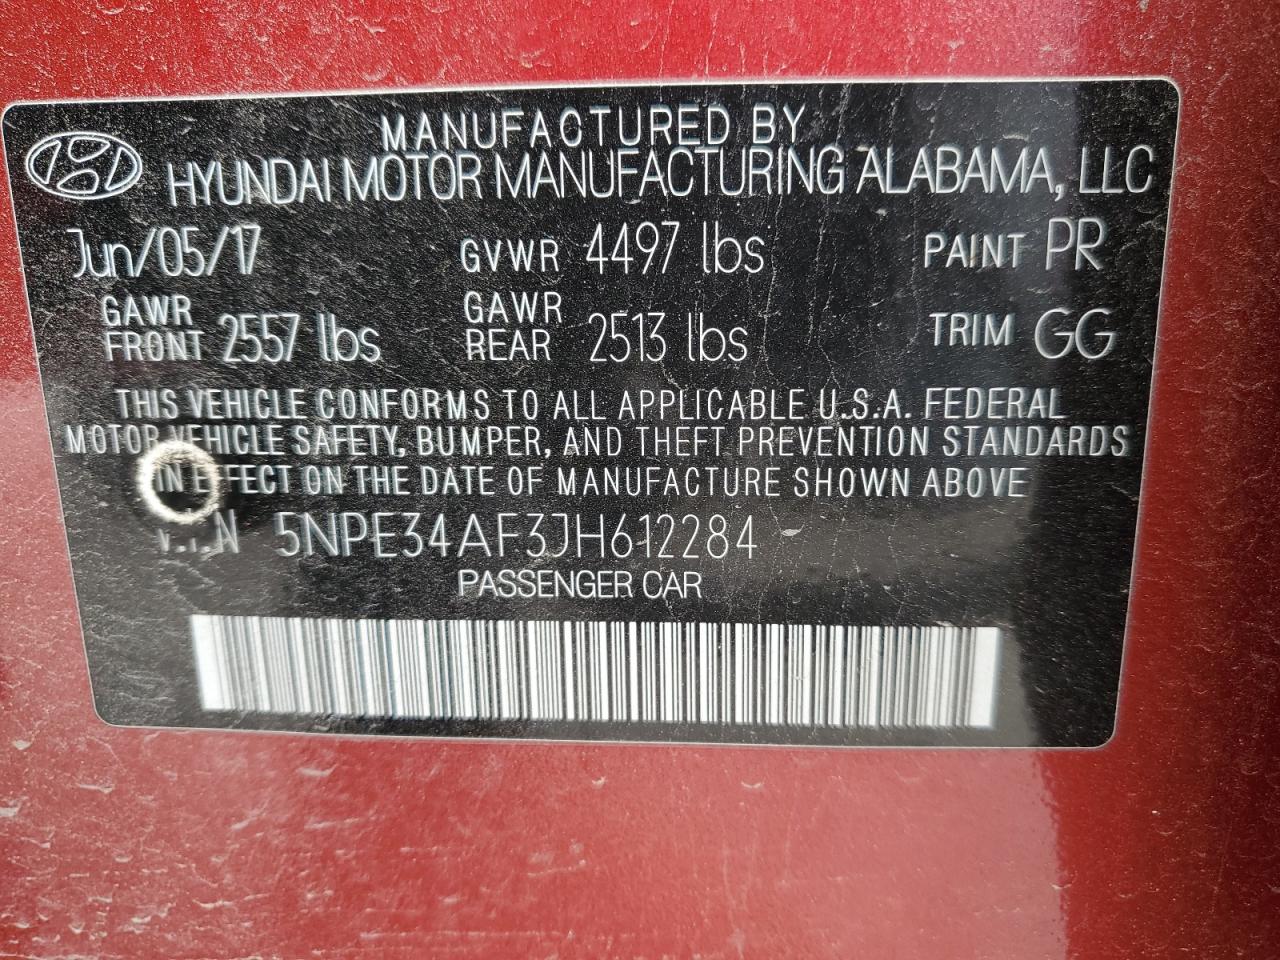 MANUFACTURED BY
HYUNDAI MOTOR MANUFACTURING ALABAMA, LLC
Jun/05/17 GVWR 4497 lbs PAINT PR
GAWR FRONT 2557 lbs GAWR REAR 2513 lbs TRIM GG
THIS VEHICLE CONFORMS TO ALL APPLICABLE U.S.A. FEDERAL
MOTOR VEHICLE SAFETY, BUMPER, AND THEFT PREVENTION STANDARDS
IN EFFECT ON THE DATE OF MANUFACTURE SHOWN ABOVE
V.I.N 5NPE34AF3JH612284
PASSENGER CAR